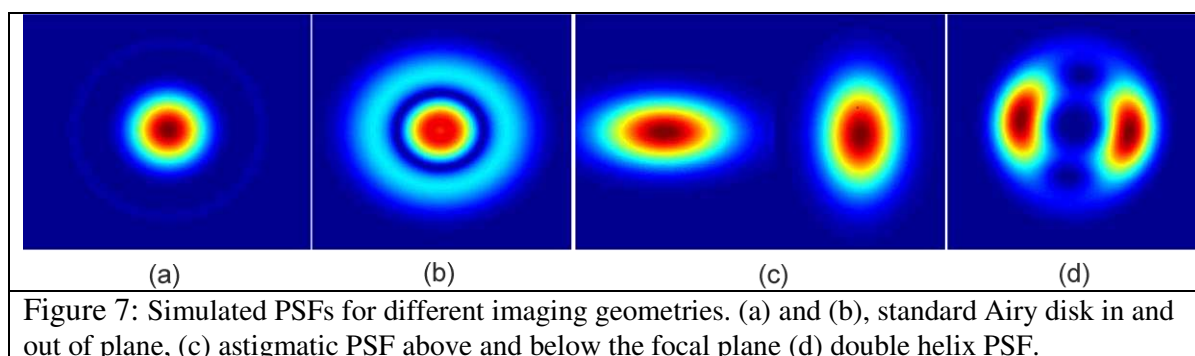 (a) (b) (c) (d)
Figure 7: Simulated PSFs for different imaging geometries. (a) and (b), standard Airy disk in and
out of plane, (c) astigmatic PSF above and below the focal plane (d) double helix PSF.